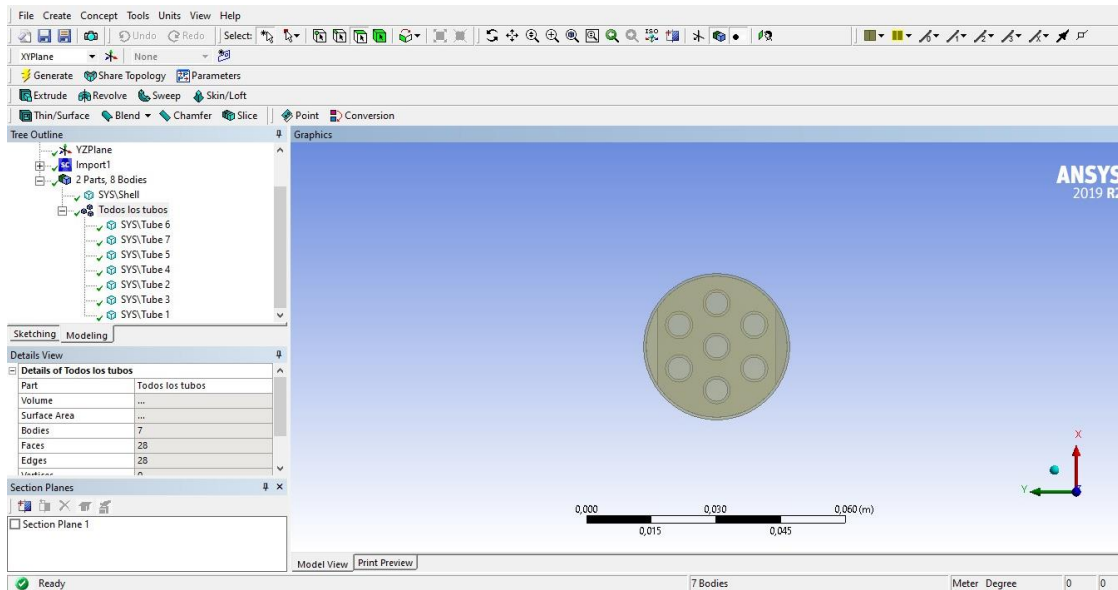 File Create Concept Tools Units View Help
Undo Redo Select:
XYPlane None
Generate Share Topology Parameters
Extrude Revolve Sweep Skin/Loft
Thin/Surface Blend Chamfer Slice Point Conversion
Tree Outline
YZPlane
Import1
2 Parts, 8 Bodies
SYS\Shell
Todos los tubos
SYS\Tube 6
SYS\Tube 7
SYS\Tube 5
SYS\Tube 4
SYS\Tube 2
SYS\Tube 3
SYS\Tube 1
Sketching Modeling
Details View
Details of Todos los tubos
Part Todos los tubos
Volume ...
Surface Area ...
Bodies 7
Faces 28
Edges 28
Section Planes
Section Plane 1
Graphics
ANSYS
2019 R2
X
Y
0,000 0,030 0,060 (m)
0,015 0,045
Model View Print Preview
Ready 7 Bodies Meter Degree 0 0